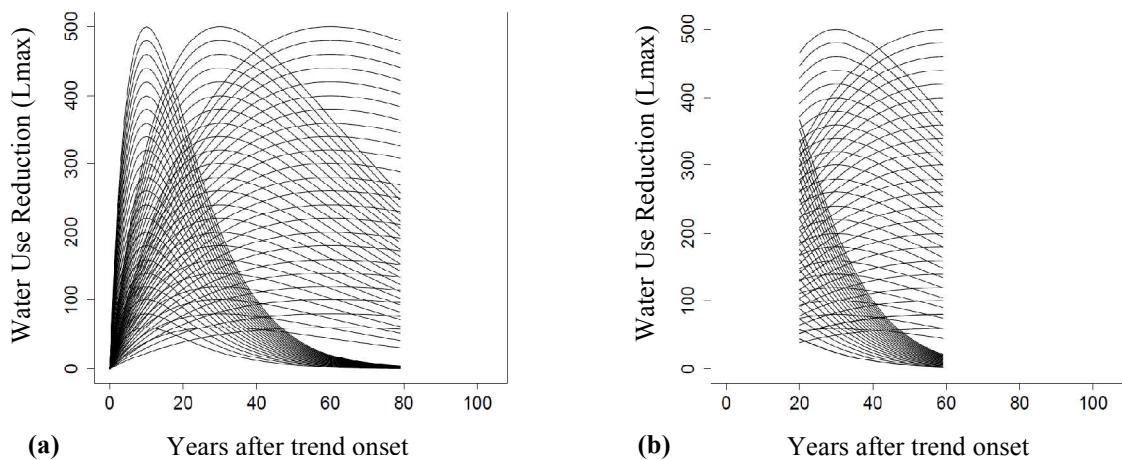 Water Use Reduction (Lmax)
500
400
300
200
100
0
0 20 40 60 80 100
(a) Years after trend onset
Water Use Reduction (Lmax)
500
400
300
200
100
0
0 20 40 60 80 100
(b) Years after trend onset